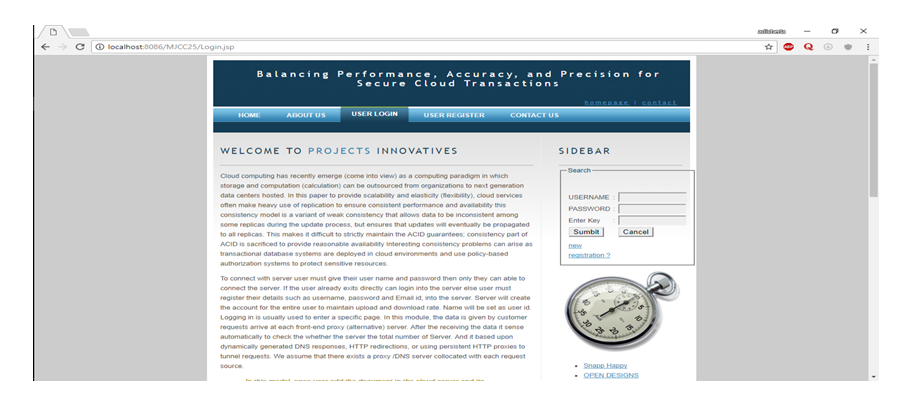 localhost:8086/MJCC25/Login.jsp
Balancing Performance, Accuracy, and Precision for
Secure Cloud Transactions
homepage | contact
HOME ABOUT US USER LOGIN USER REGISTER CONTACT US
WELCOME TO PROJECTS INNOVATIVES
Cloud computing has recently emerge (come into view) as a computing paradigm in which
storage and computation (calculation) can be outsourced from organizations to next generation
data centers hosted. In this paper to provide scalability and elasticity (flexibility), cloud services
often make heavy use of replication to ensure consistent performance and availability this
consistency model is a variant of weak consistency that allows data to be inconsistent among
some replicas during the update process, but ensures that updates will eventually be propagated
to all replicas. This makes it difficult to strictly maintain the ACID guarantees; consistency part of
ACID is sacrificed to provide reasonable availability Interesting consistency problems can arise as
transactional database systems are deployed in cloud environments and use policy-based
authorization systems to protect sensitive resources.
To connect with server user must give their user name and password then only they can able to
connect the server. If the user already exits directly can login into the server else user must
register their details such as username, password and Email id, into the server. Server will create
the account for the entire user to maintain upload and download rate. Name will be set as user id.
Logging in is usually used to enter a specific page. In this module, the data is given by customer
requests arrive at each front-end proxy (alternative) server. After the receiving the data it sense
automatically to check the whether the server the total number of Server. And it based upon
dynamically generated DNS responses, HTTP redirections, or using persistent HTTP proxies to
tunnel requests. We assume that there exists a proxy /DNS server collocated with each request
source.
SIDEBAR
Search
USERNAME :
PASSWORD :
Enter Key :
Sumbit Cancel
new
registration ?
Snapp Happy
OPEN DESIGNS